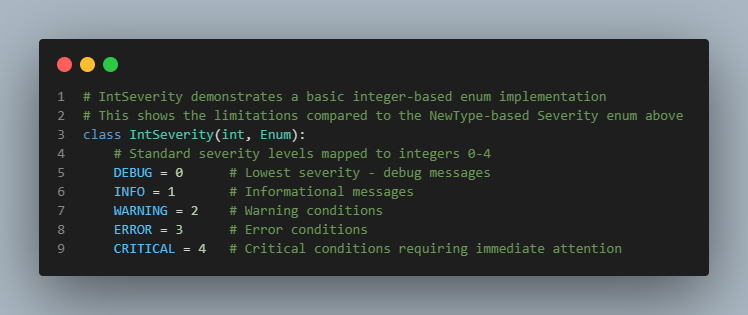 1 # IntSeverity demonstrates a basic integer-based enum implementation
2 # This shows the limitations compared to the NewType-based Severity enum above
3 class IntSeverity(int, Enum):
4     # Standard severity levels mapped to integers 0-4
5     DEBUG = 0      # Lowest severity - debug messages
6     INFO = 1       # Informational messages
7     WARNING = 2    # Warning conditions
8     ERROR = 3      # Error conditions
9     CRITICAL = 4   # Critical conditions requiring immediate attention